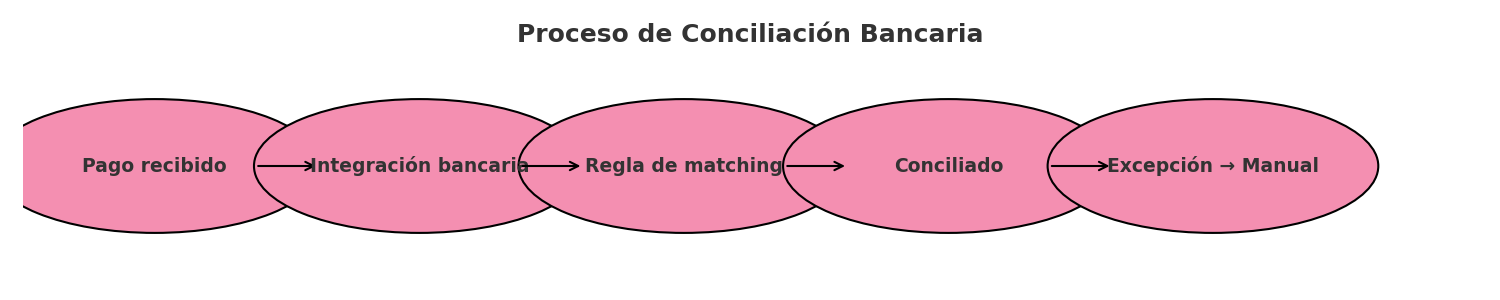 Proceso de Conciliación Bancaria
Pago recibido
Integración bancaria
Regla de matching
Conciliado
Excepción → Manual